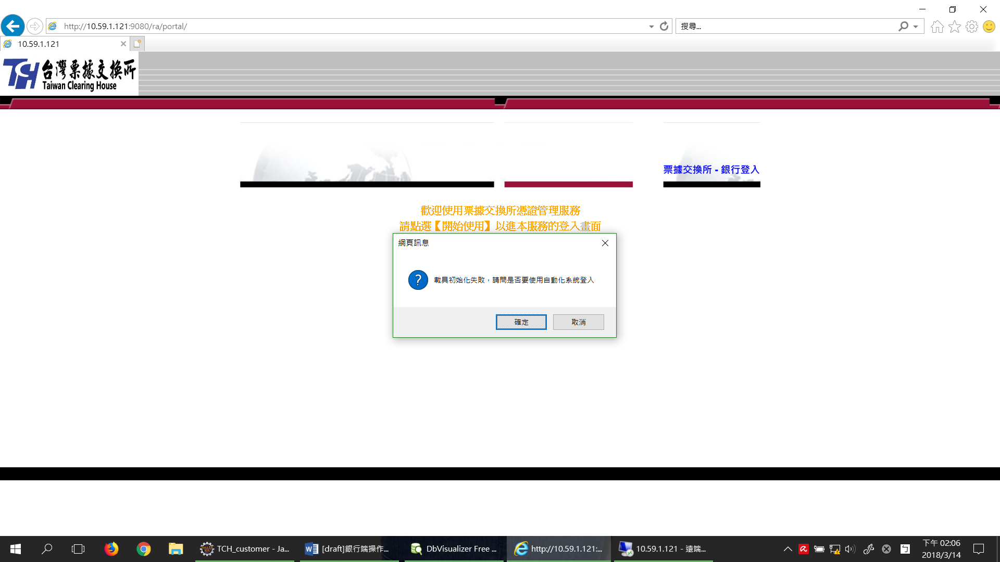 http://10.59.1.121:9080/ra/portal/
搜尋...
10.59.1.121
TCH 台灣票據交換所
Taiwan Clearing House
票據交換所 - 銀行登入
歡迎使用票據交換所憑證管理服務
請點選【開始使用】以進本服務的登入畫面
網頁訊息
載具初始化失敗，請問是否要使用自動化系統登入
確定
取消
TCH_customer - Ja...
[draft]銀行端操作...
DbVisualizer Free ...
http://10.59.1.121:...
10.59.1.121 - 遠端...
下午 02:06
2018/3/14